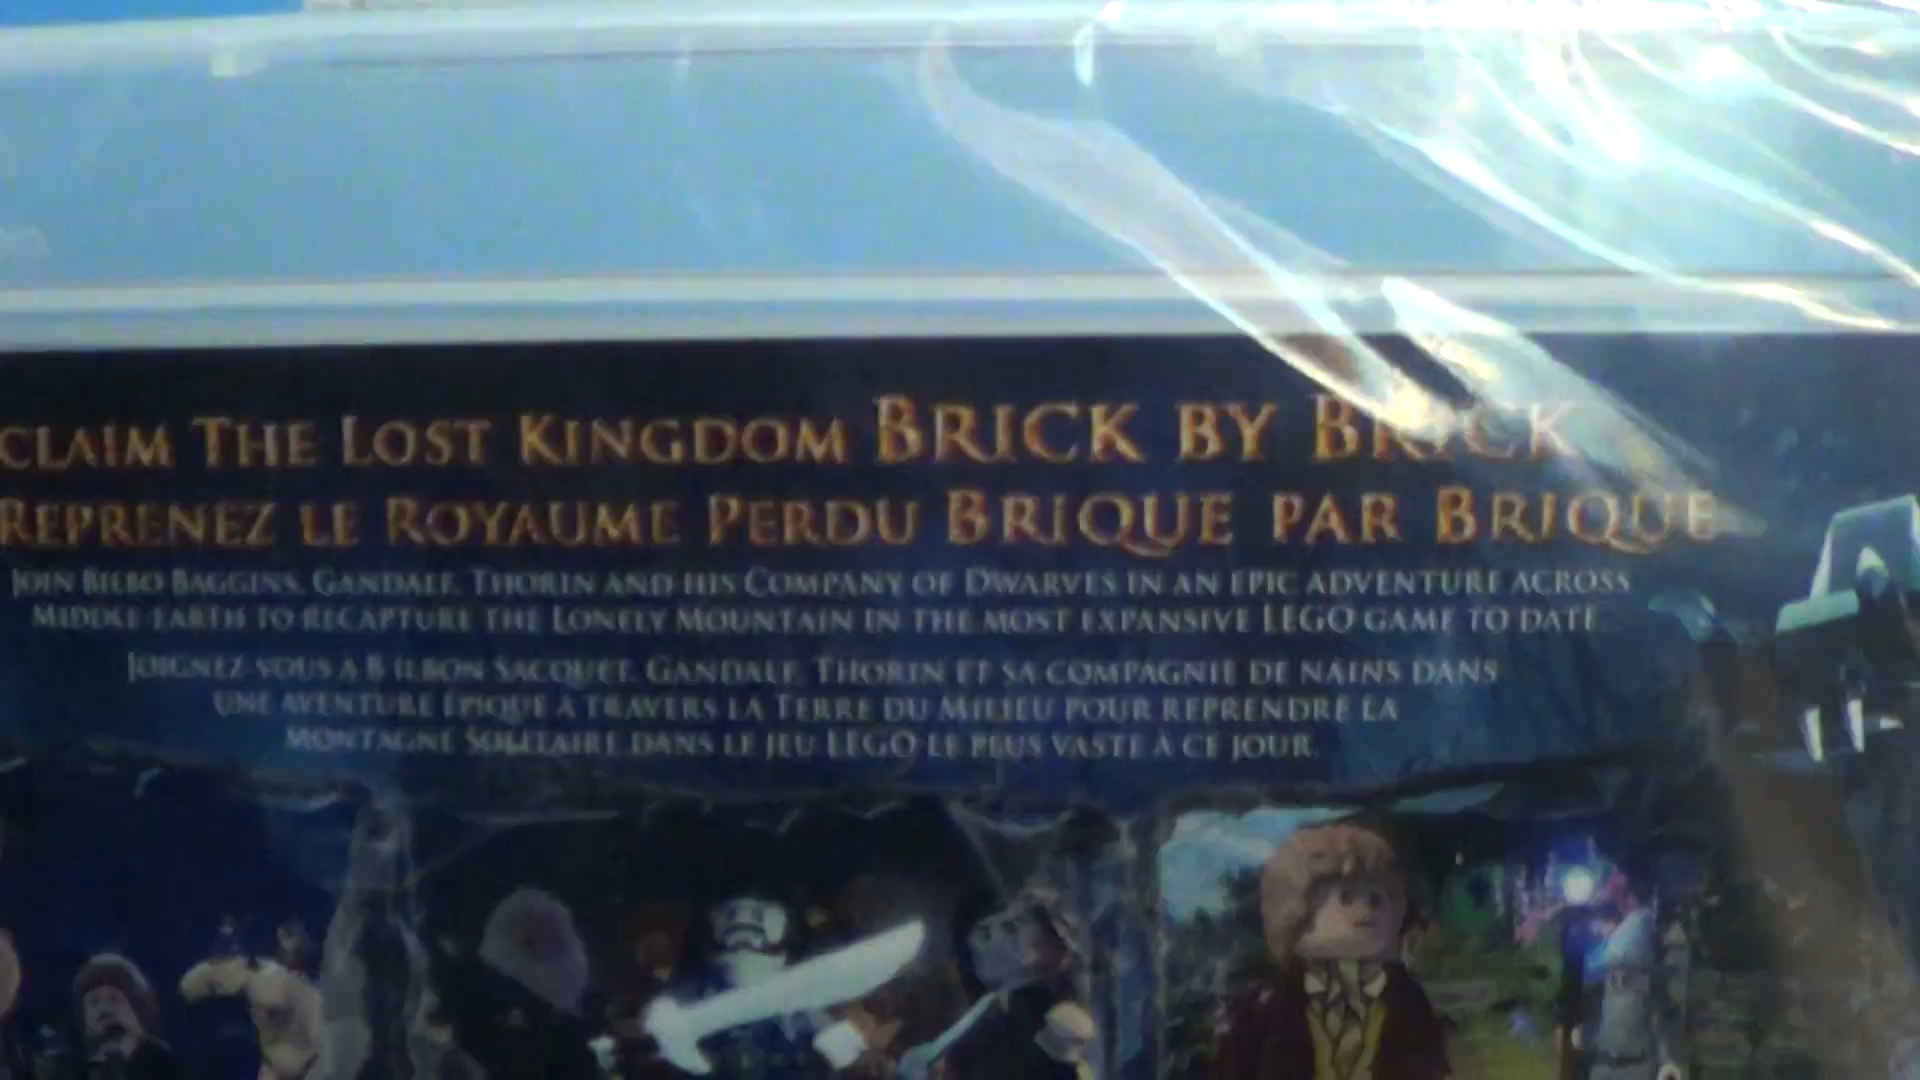 CLAIM THE LOST KINGDOM BRICK BY BRICK
REPRENEZ LE ROYAUME PERDU BRIQUE PAR BRIQUE
JOIN BILBO BAGGINS, GANDALF, THORIN AND HIS COMPANY OF DWARVES IN AN EPIC ADVENTURE ACROSS
MIDDLE-EARTH TO RECAPTURE THE LONELY MOUNTAIN IN THE MOST EXPANSIVE LEGO GAME TO DATE
JOIGNEZ-VOUS À BILBON SACQUET, GANDALF, THORIN ET SA COMPAGNIE DE NAINS DANS
UNE AVENTURE ÉPIQUE À TRAVERS LA TERRE DU MILIEU POUR REPRENDRE LA
MONTAGNE SOLITAIRE DANS LE JEU LEGO LE PLUS VASTE À CE JOUR.